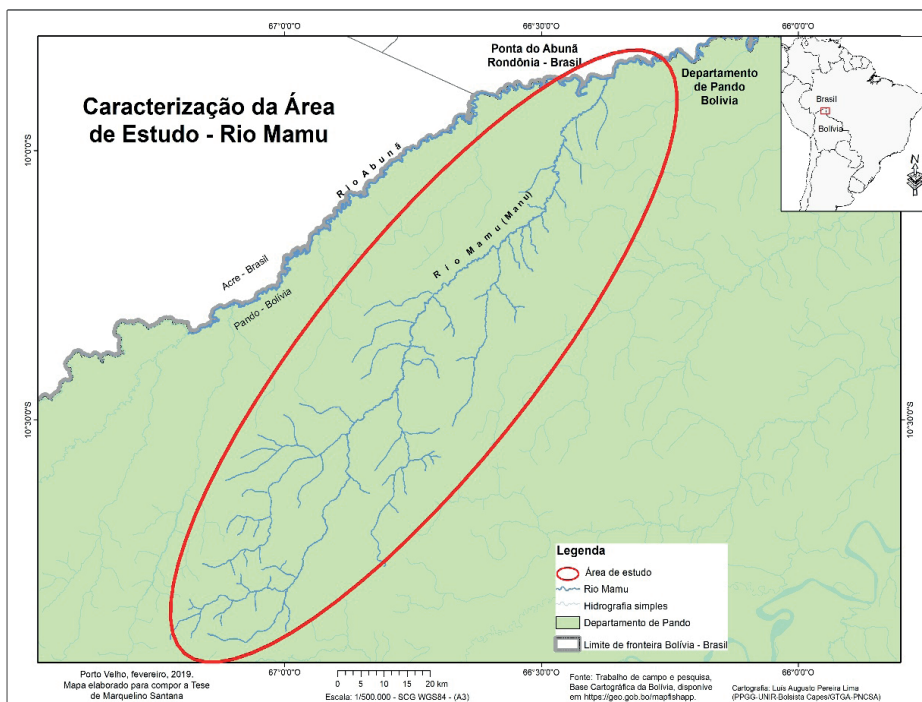 67°0'0"O
66°30'0"O
66°0'0"O
Ponta do Abunã
Rondônia - Brasil
Departamento
de Pando
Bolívia
Caracterização da Área
de Estudo - Rio Mamu
Brasil
Bolívia
N
10°0'0"S
10°0'0"S
Rio Abunã
Rio Mamu (Manu)
Acre - Brasil
Pando - Bolívia
10°30'0"S
10°30'0"S
Legenda
Área de estudo
Rio Mamu
Hidrografia simples
Departamento de Pando
Limite de fronteira Bolívia - Brasil
67°0'0"O
66°30'0"O
66°0'0"O
Porto Velho, fevereiro, 2019.
Mapa elaborado para compor a Tese
de Marquelino Santana
0 5 10 15 20 km
Escala: 1/500.000 - SCG WGS84 - (A3)
Fonte: Trabalho de campo e pesquisa,
Base Cartográfica da Bolívia, disponíve
em https://geo.gob.bo/mapfishapp.
Cartografia: Luís Augusto Pereira Lima
(PPGG-UNIR-Bolsista Capes/GTGA-PNCSA)